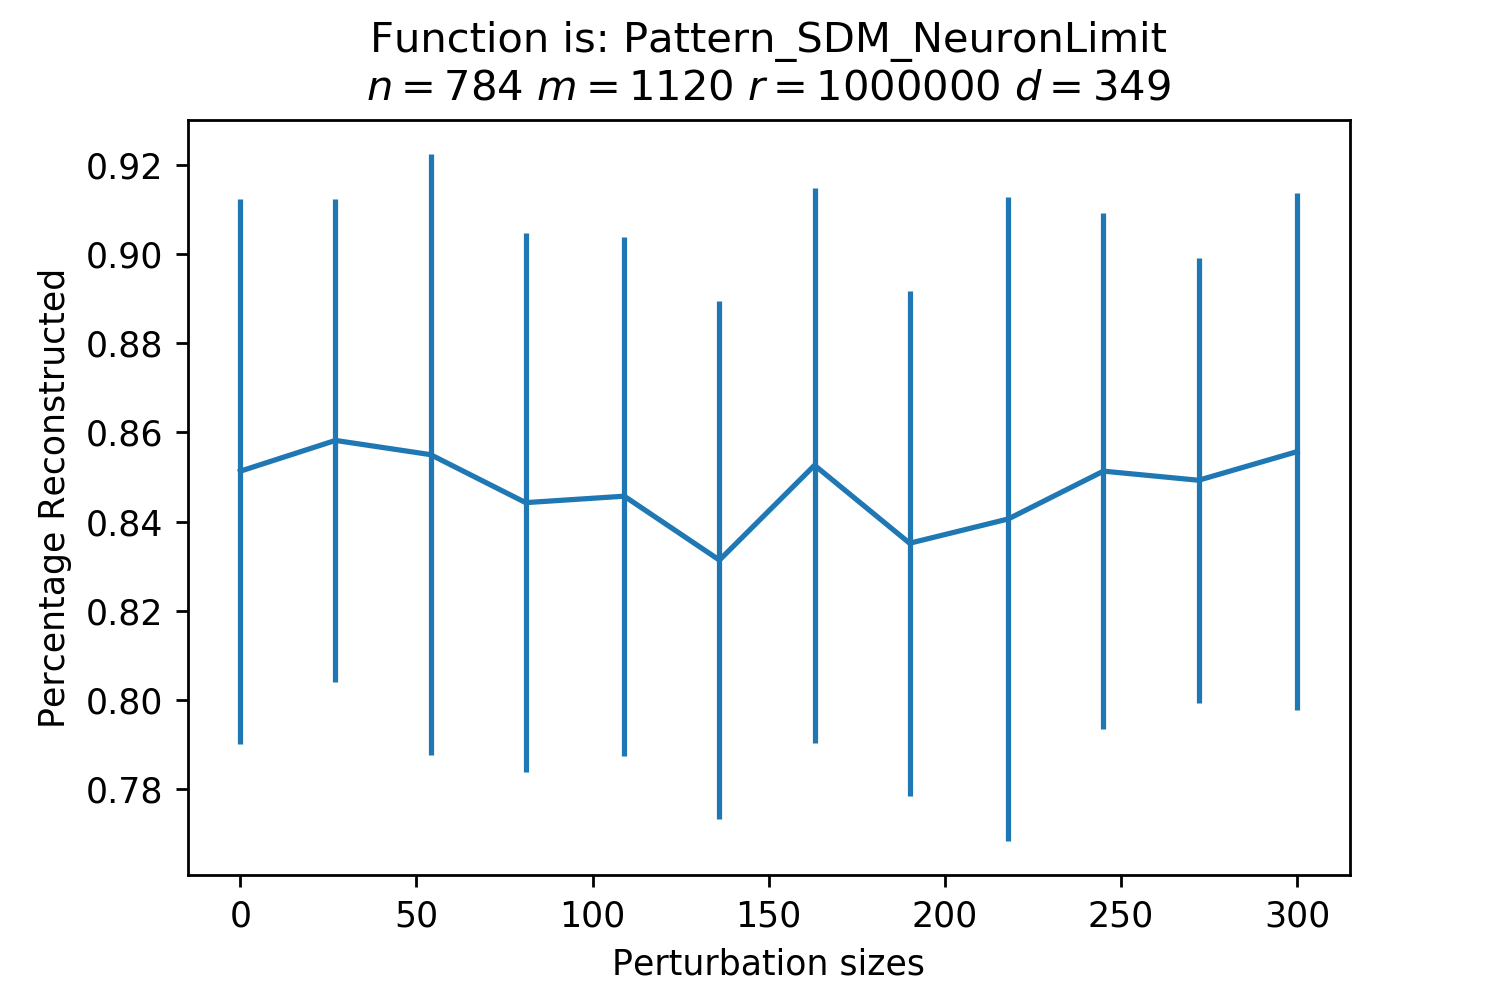 Function is: Pattern_SDM_NeuronLimit
n = 784 m = 1120 r = 1000000 d = 349
Percentage Reconstructed
0.92
0.90
0.88
0.86
0.84
0.82
0.80
0.78
0 50 100 150 200 250 300
Perturbation sizes